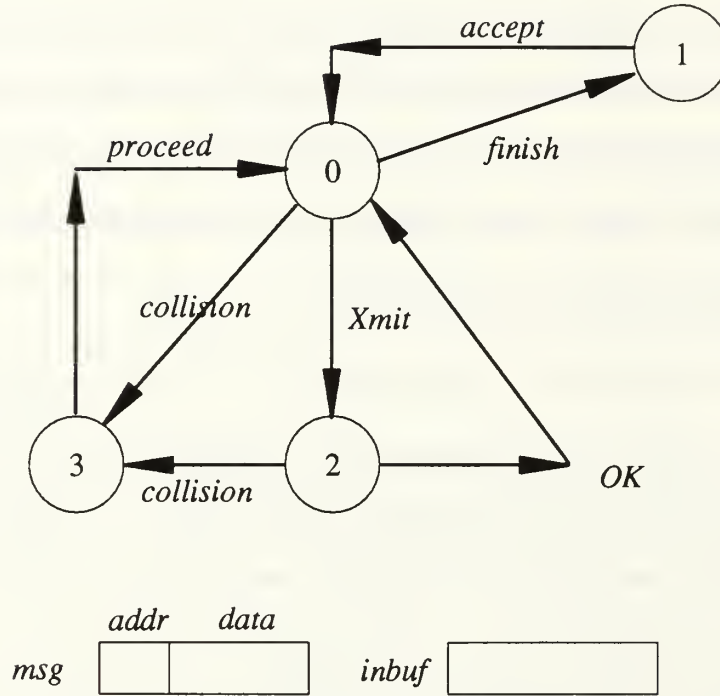 accept
1
proceed
0
finish
collision
Xmit
3
2
collision
OK
addr data
msg
inbuf